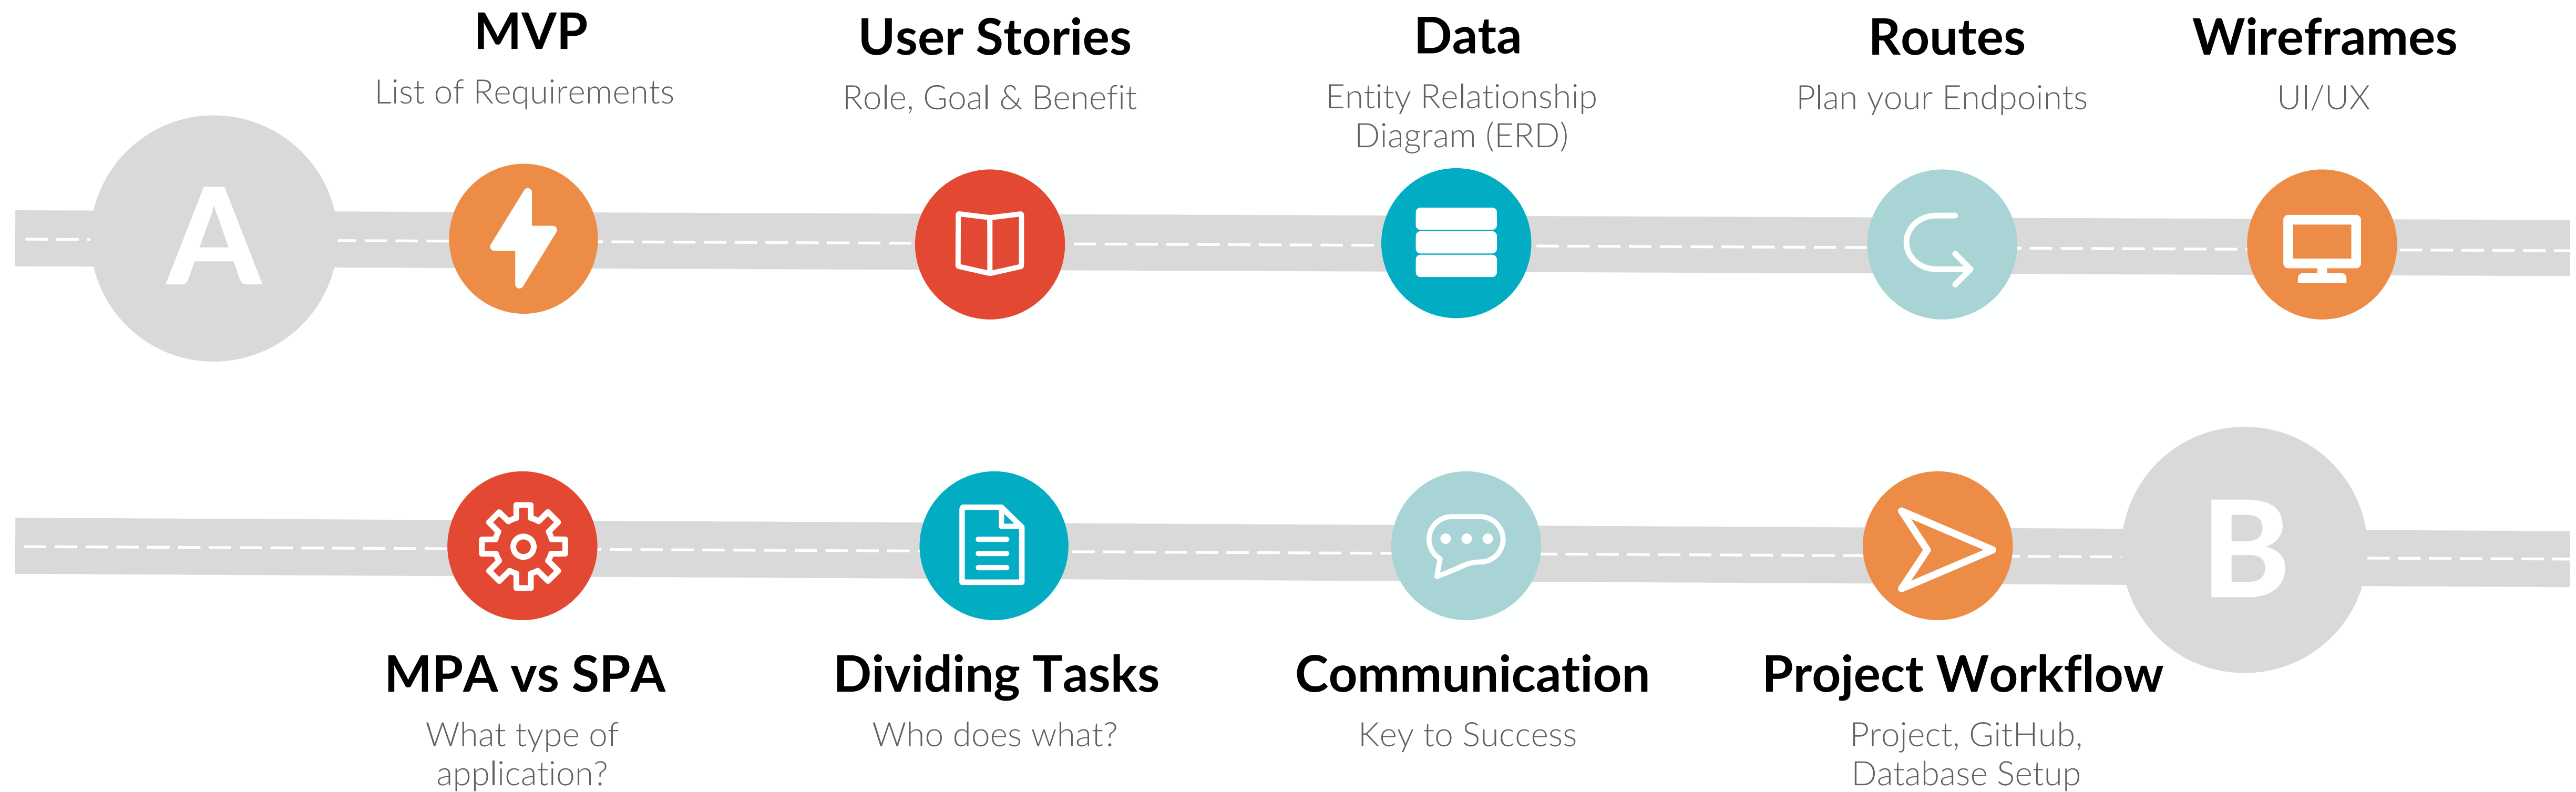 MVP
List of Requirements
User Stories
Role, Goal & Benefit
Data
Entity Relationship
Diagram (ERD)
Routes
Plan your Endpoints
Wireframes
UI/UX
A
B
MPA vs SPA
What type of
application?
Dividing Tasks
Who does what?
Communication
Key to Success
Project Workflow
Project, GitHub,
Database Setup